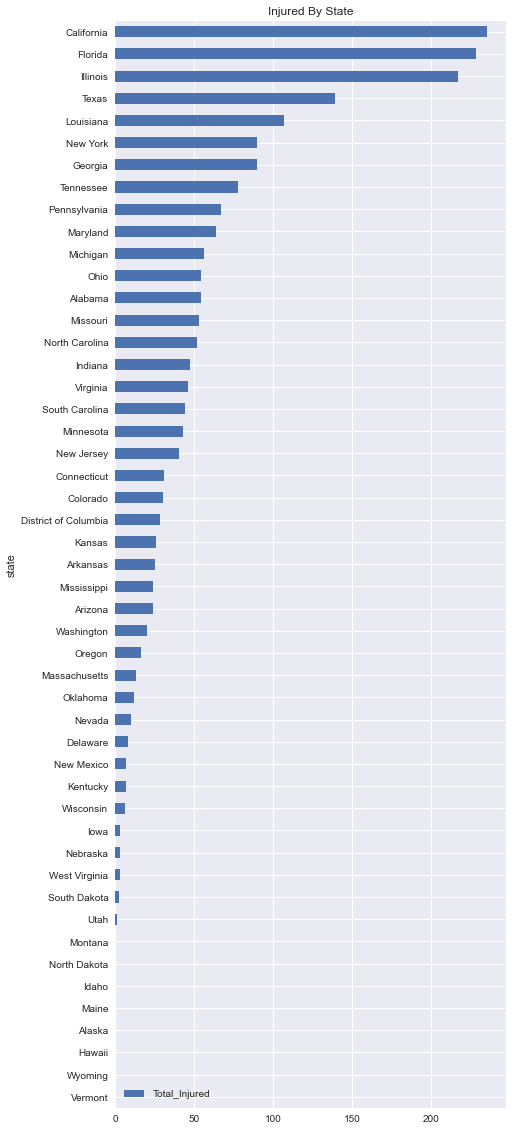 Injured By State
California
Florida
Illinois
Texas
Louisiana
New York
Georgia
Tennessee
Pennsylvania
Maryland
Michigan
Ohio
Alabama
Missouri
North Carolina
Indiana
Virginia
South Carolina
Minnesota
New Jersey
Connecticut
Colorado
District of Columbia
Kansas
Arkansas
Mississippi
Arizona
Washington
Oregon
Massachusetts
Oklahoma
Nevada
Delaware
New Mexico
Kentucky
Wisconsin
Iowa
Nebraska
West Virginia
South Dakota
Utah
Montana
North Dakota
Idaho
Maine
Alaska
Hawaii
Wyoming
Vermont
state
Total_Injured
0 50 100 150 200